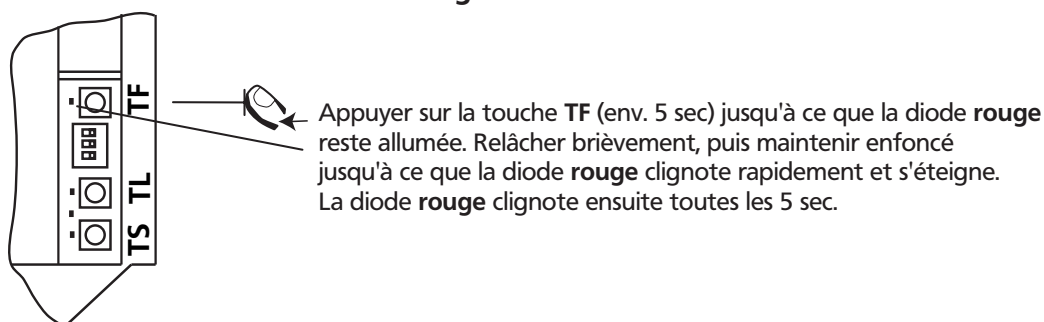 TF
Appuyer sur la touche TF (env. 5 sec) jusqu'à ce que la diode rouge
reste allumée. Relâcher brièvement, puis maintenir enfoncé
jusqu'à ce que la diode rouge clignote rapidement et s'éteigne.
La diode rouge clignote ensuite toutes les 5 sec.
TL
TS